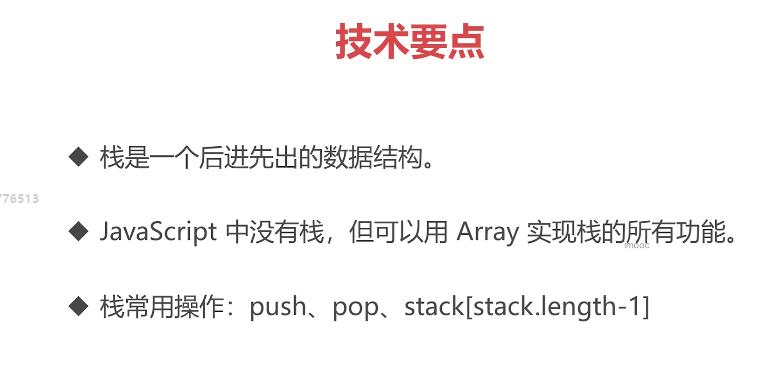 技术要点
◆ 栈是一个后进先出的数据结构。
776513
◆ JavaScript 中没有栈，但可以用 Array 实现栈的所有功能。
imooc
◆ 栈常用操作：push、pop、stack[stack.length-1]